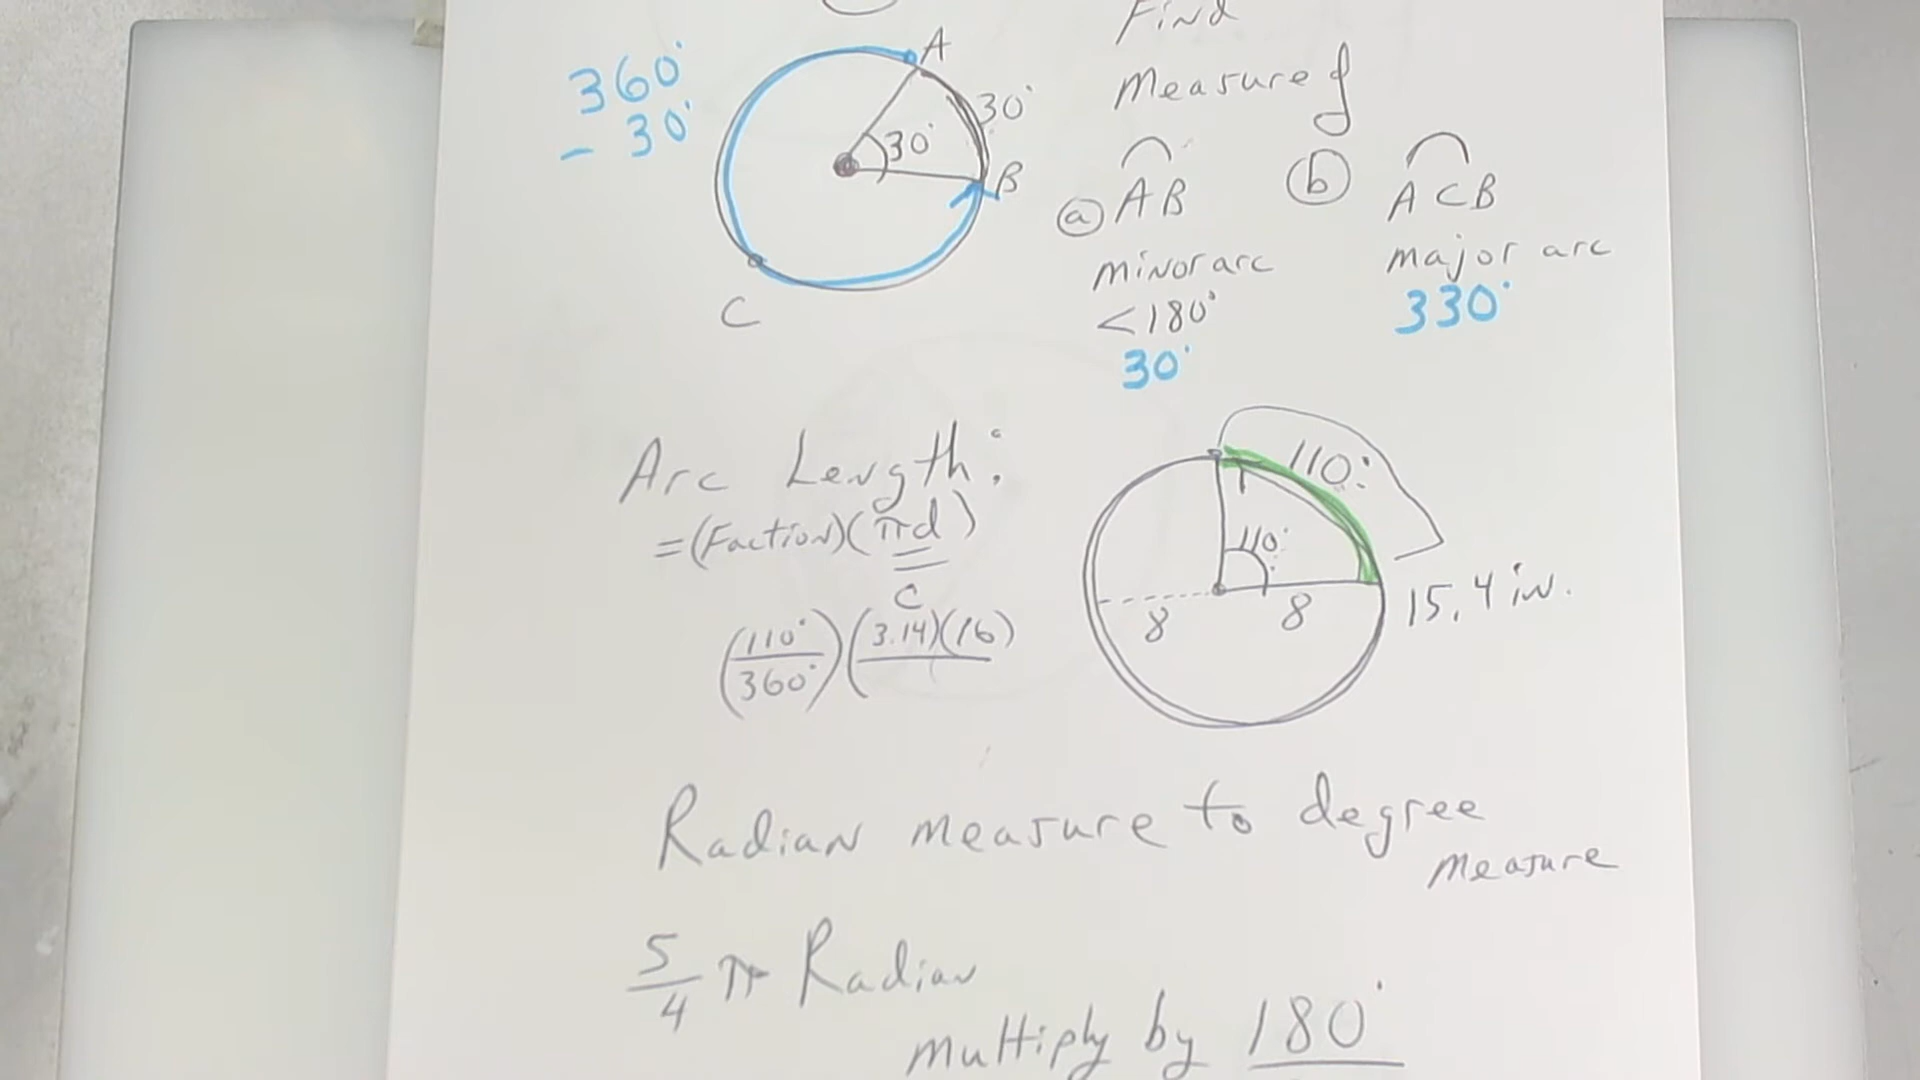 Find
Measure of
360°
- 30°
A
30°
30°
B
C
(a) AB
minor arc
<180°
30°
(b) ACB
major arc
330°
Arc Length:
=(Faction)(πd)
C
(110°/360°)(3.14)(16)
110°
110°
8
8
15.4 in.
Radian measure to degree
measure
5/4 π Radian
multiply by 180°